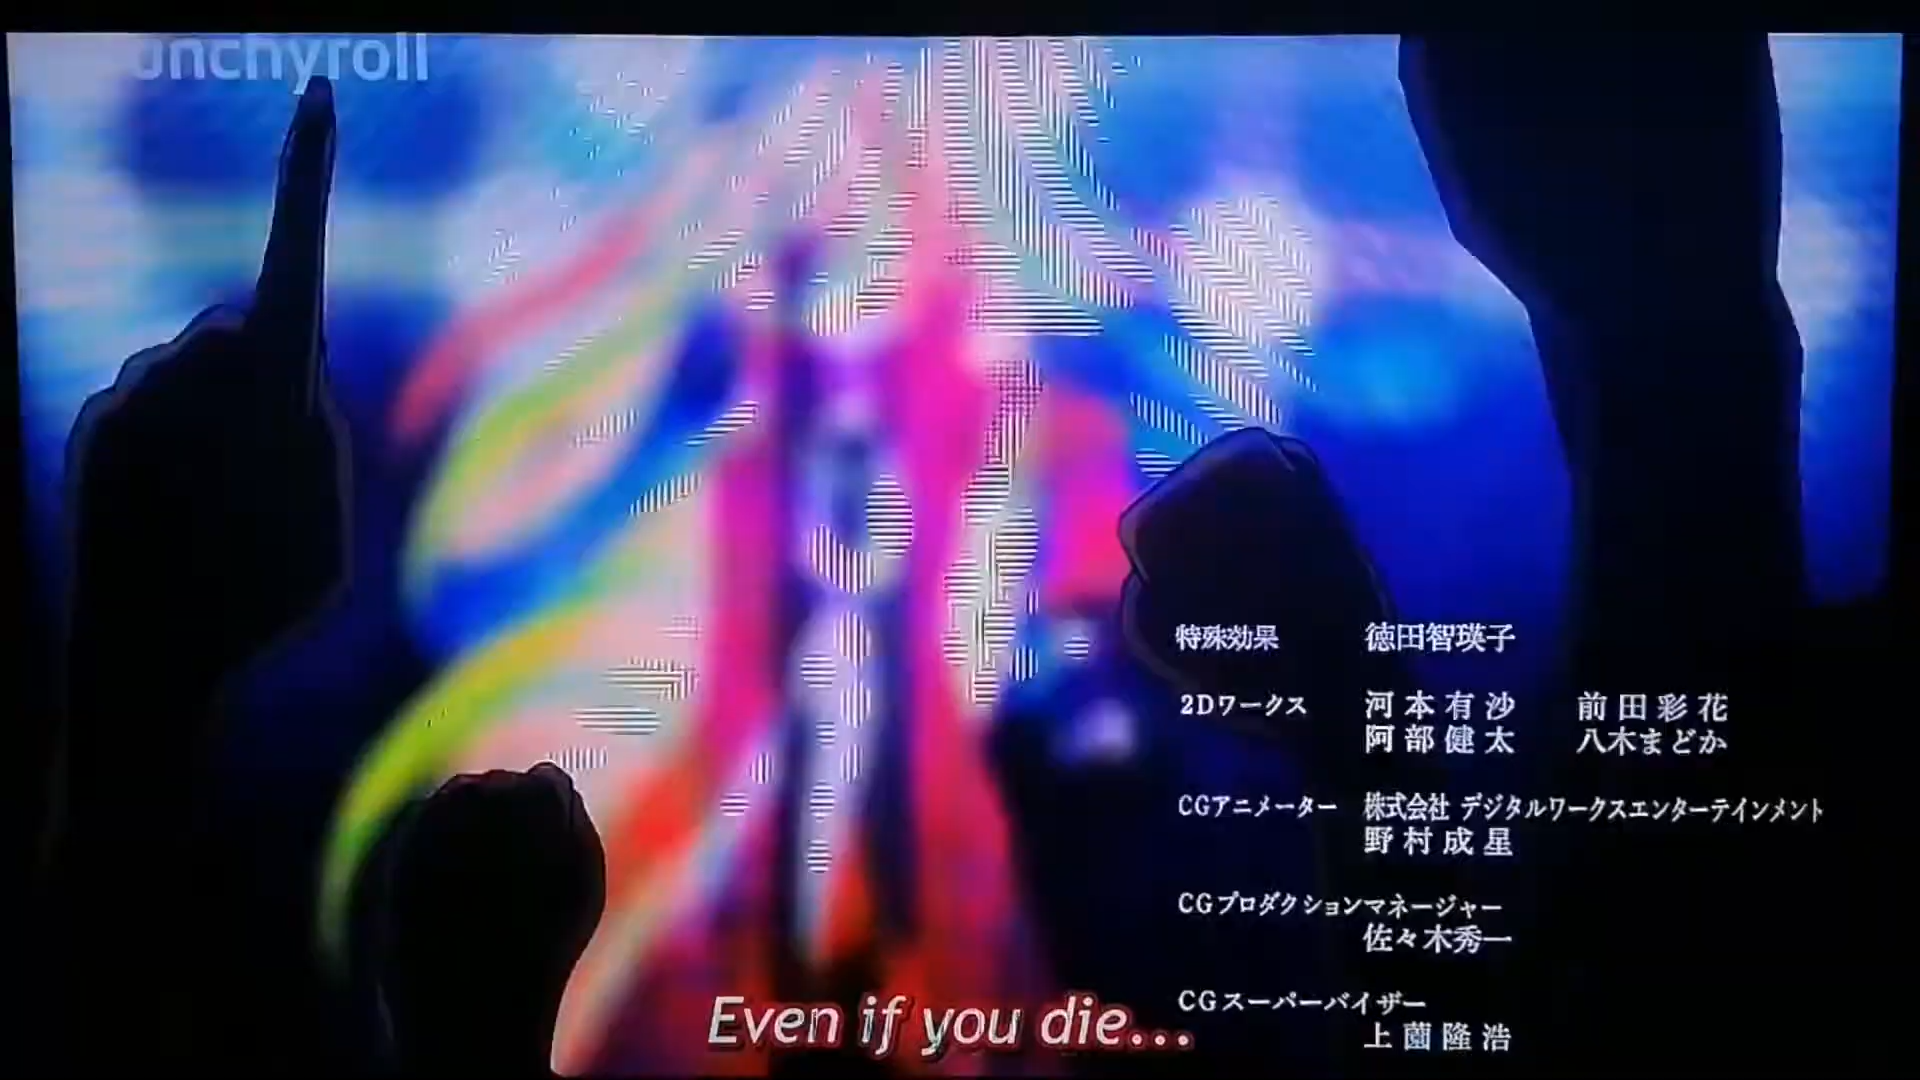 unchyroll
特殊効果 徳田智瑛子
2Dワークス 河本有沙 前田彩花
阿部健太 八木まどか
CGアニメーター 株式会社 デジタルワークスエンターテインメント
野村成星
CGプロダクションマネージャー
佐々木秀一
CGスーパーバイザー
上薗隆浩
Even if you die...